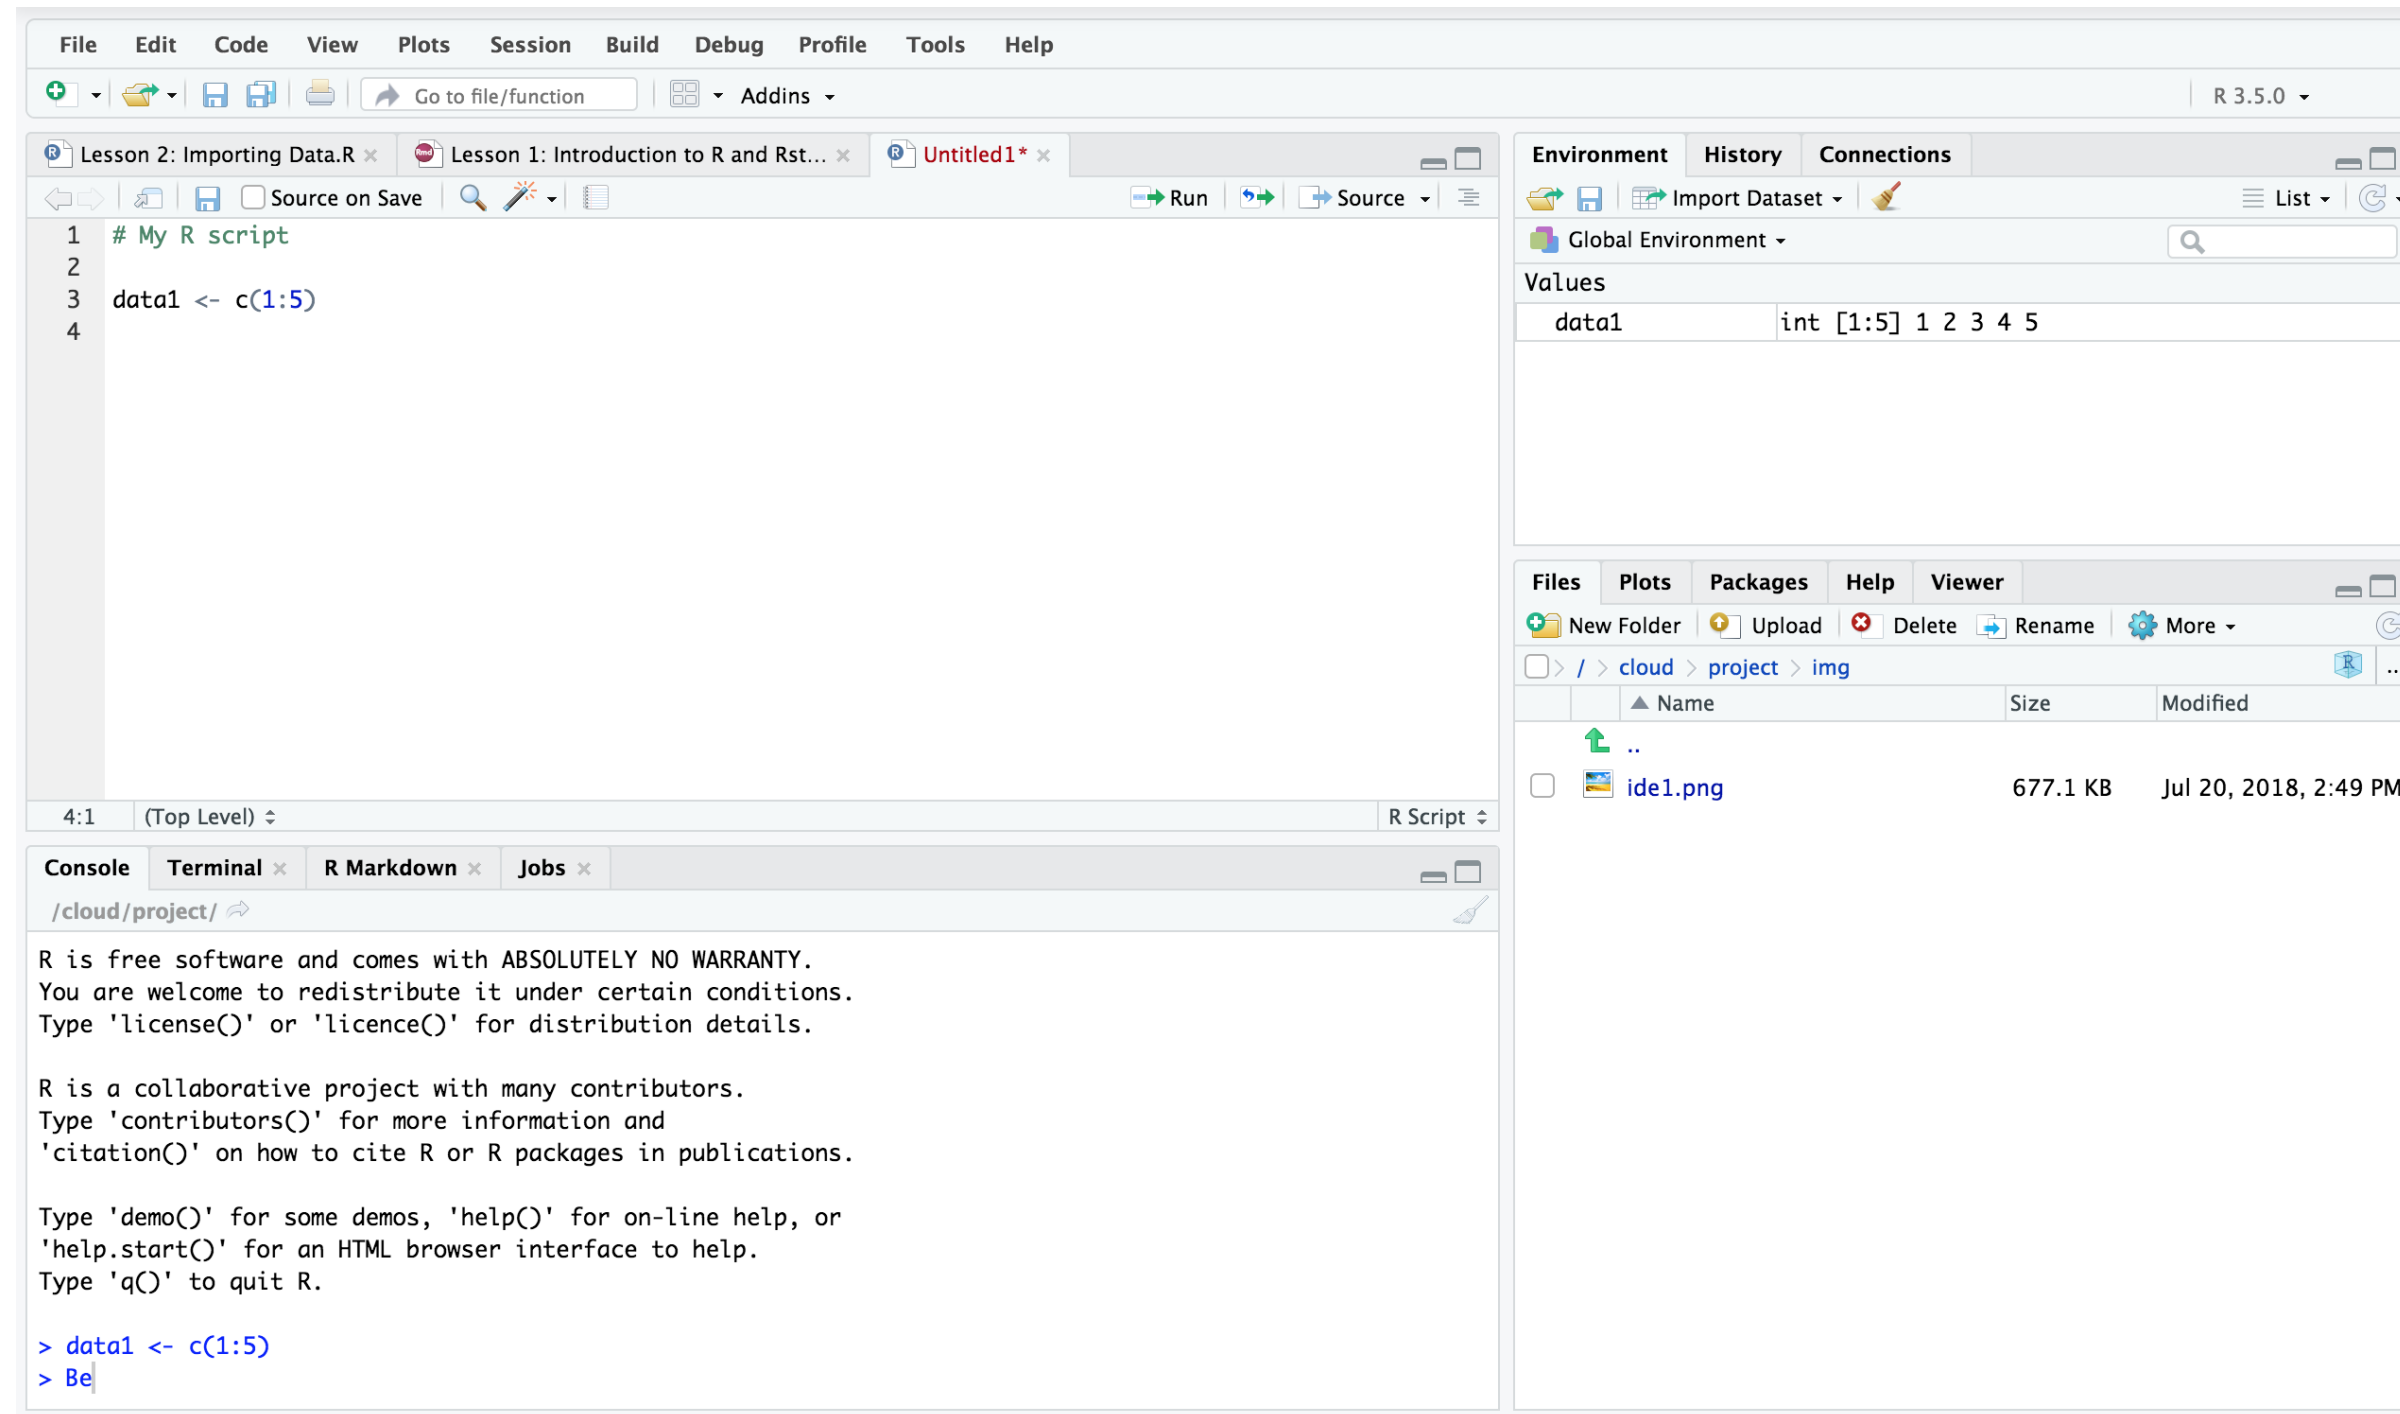 File Edit Code View Plots Session Build Debug Profile Tools Help
Go to file/function Addins R 3.5.0
Lesson 2: Importing Data.R Lesson 1: Introduction to R and Rst... Untitled1*
Source on Save Run Source
1 # My R script
2
3 data1 <- c(1:5)
4
4:1 (Top Level) R Script
Console Terminal R Markdown Jobs
/cloud/project/
R is free software and comes with ABSOLUTELY NO WARRANTY.
You are welcome to redistribute it under certain conditions.
Type 'license()' or 'licence()' for distribution details.
R is a collaborative project with many contributors.
Type 'contributors()' for more information and
'citation()' on how to cite R or R packages in publications.
Type 'demo()' for some demos, 'help()' for on-line help, or
'help.start()' for an HTML browser interface to help.
Type 'q()' to quit R.
> data1 <- c(1:5)
> Be
Environment History Connections
Import Dataset List
Global Environment
Values
data1 int [1:5] 1 2 3 4 5
Files Plots Packages Help Viewer
New Folder Upload Delete Rename More
/ cloud project img
Name Size Modified
..
ide1.png 677.1 KB Jul 20, 2018, 2:49 PM